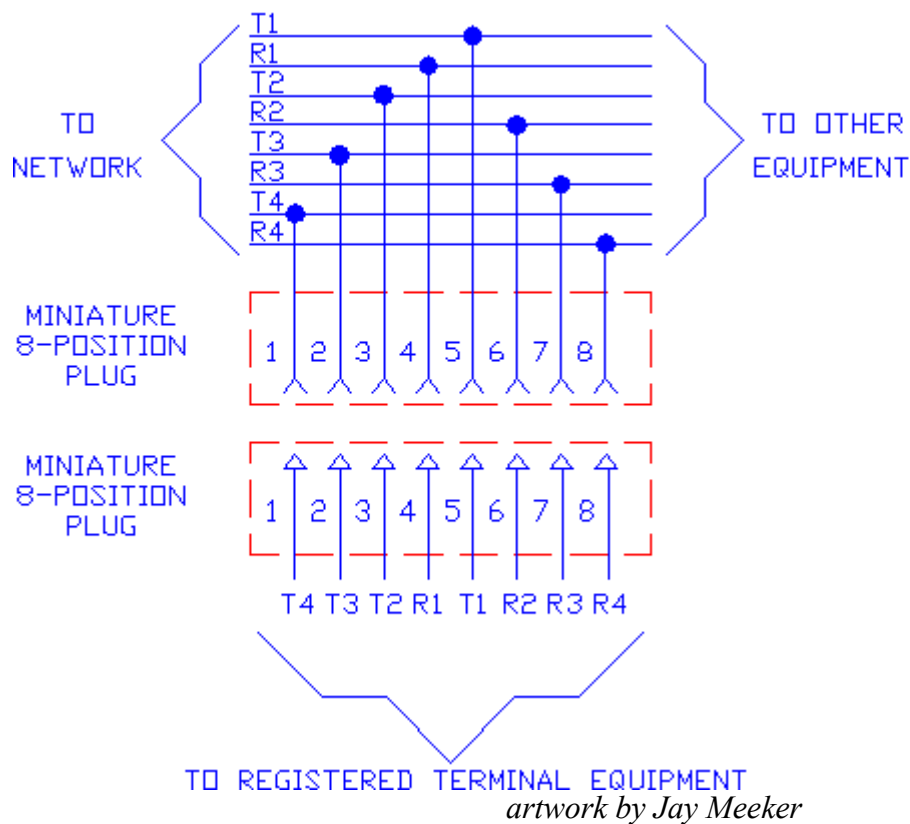 T1
R1
T2
R2
T3
R3
T4
R4
TO
NETWORK
TO OTHER
EQUIPMENT
MINIATURE
8-POSITION
PLUG
1 2 3 4 5 6 7 8
MINIATURE
8-POSITION
PLUG
1 2 3 4 5 6 7 8
T4 T3 T2 R1 T1 R2 R3 R4
TO REGISTERED TERMINAL EQUIPMENT
artwork by Jay Meeker